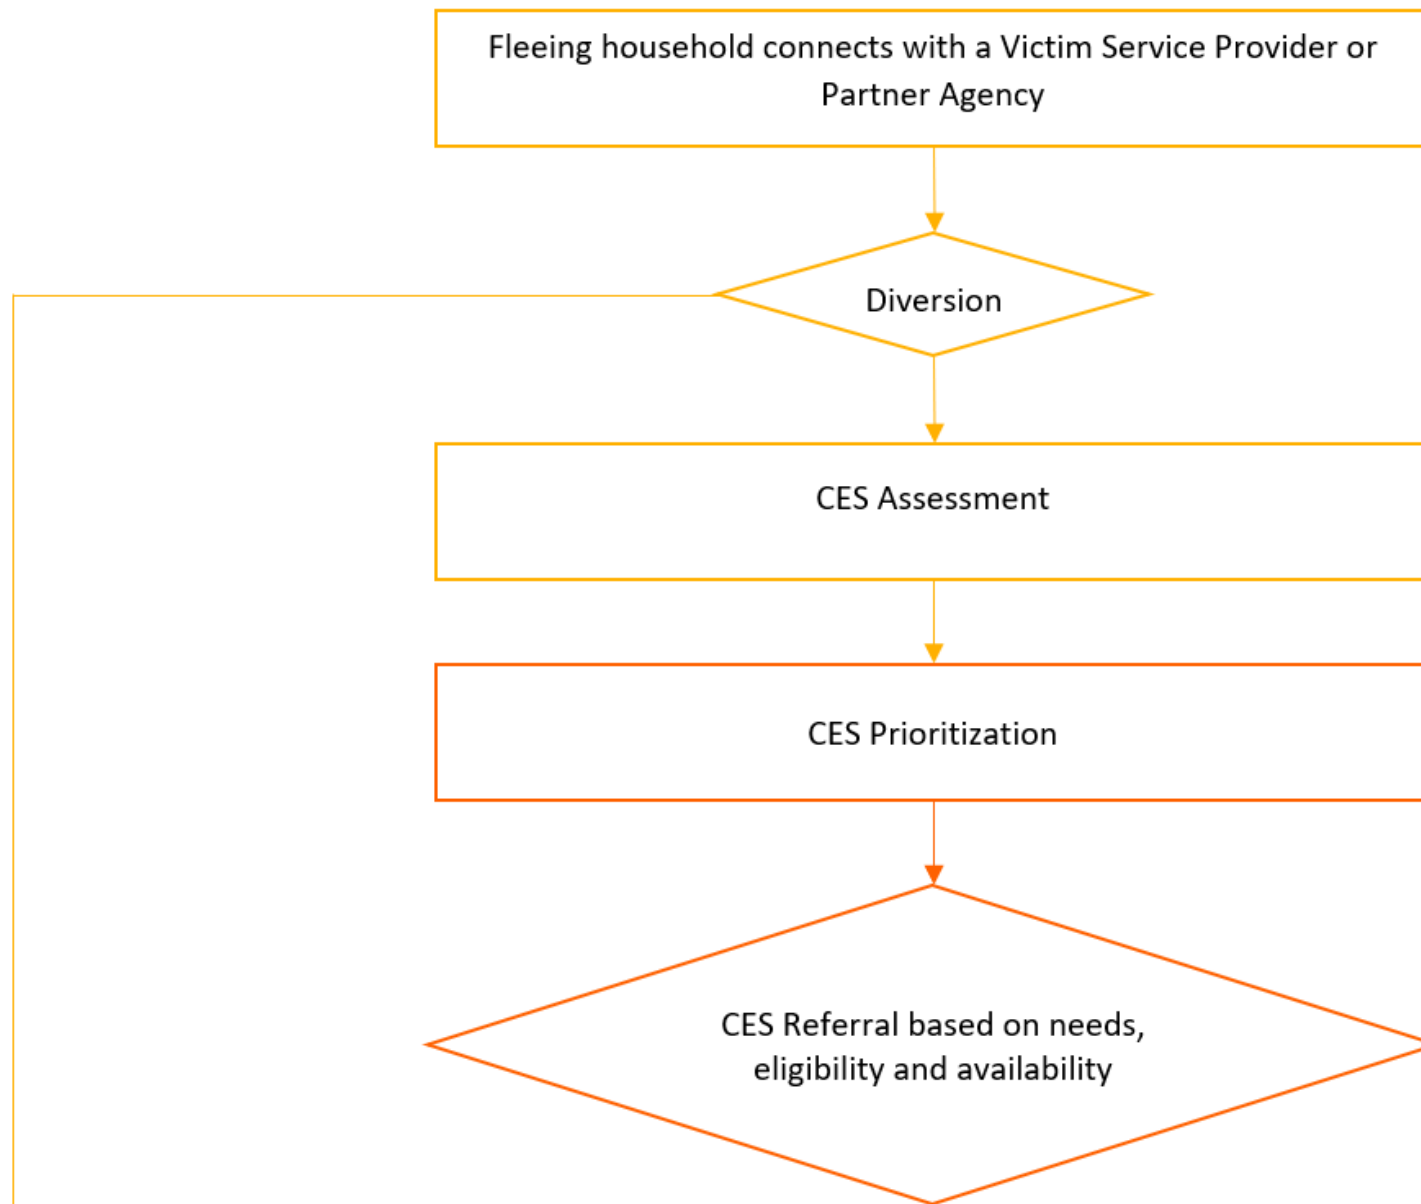 Fleeing household connects with a Victim Service Provider or
Partner Agency
Diversion
CES Assessment
CES Prioritization
CES Referral based on needs,
eligibility and availability